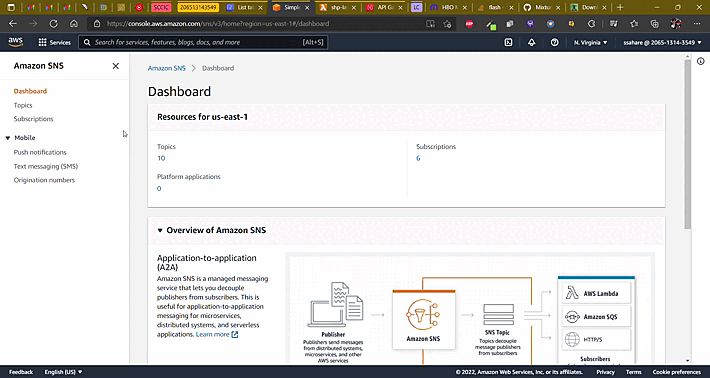 SCCIC
206513143549
List tal
Simpl
shp-la
API Ga
LC
HBO M
flash -
Mixtu
Downl
https://console.aws.amazon.com/sns/v3/home?region=us-east-1#/dashboard
aws
Services
Search for services, features, blogs, docs, and more
[Alt+S]
N. Virginia
ssahare @ 2065-1314-3549
Amazon SNS
Dashboard
Topics
Subscriptions
Mobile
Push notifications
Text messaging (SMS)
Origination numbers
Amazon SNS > Dashboard
Dashboard
Resources for us-east-1
Topics
10
Subscriptions
6
Platform applications
0
Overview of Amazon SNS
Application-to-application
(A2A)
Amazon SNS is a managed messaging
service that lets you decouple
publishers from subscribers. This is
useful for application-to-application
messaging for microservices,
distributed systems, and serverless
applications. Learn more
Publisher
Publishers send messages
from distributed systems,
microservices, and other
AWS services
Amazon SNS
SNS Topic
Topics decouple
message publishers
from subscribers
AWS Lambda
Amazon SQS
HTTP/S
Subscribers
Feedback
English (US)
© 2022, Amazon Web Services, Inc. or its affiliates.
Privacy
Terms
Cookie preferences